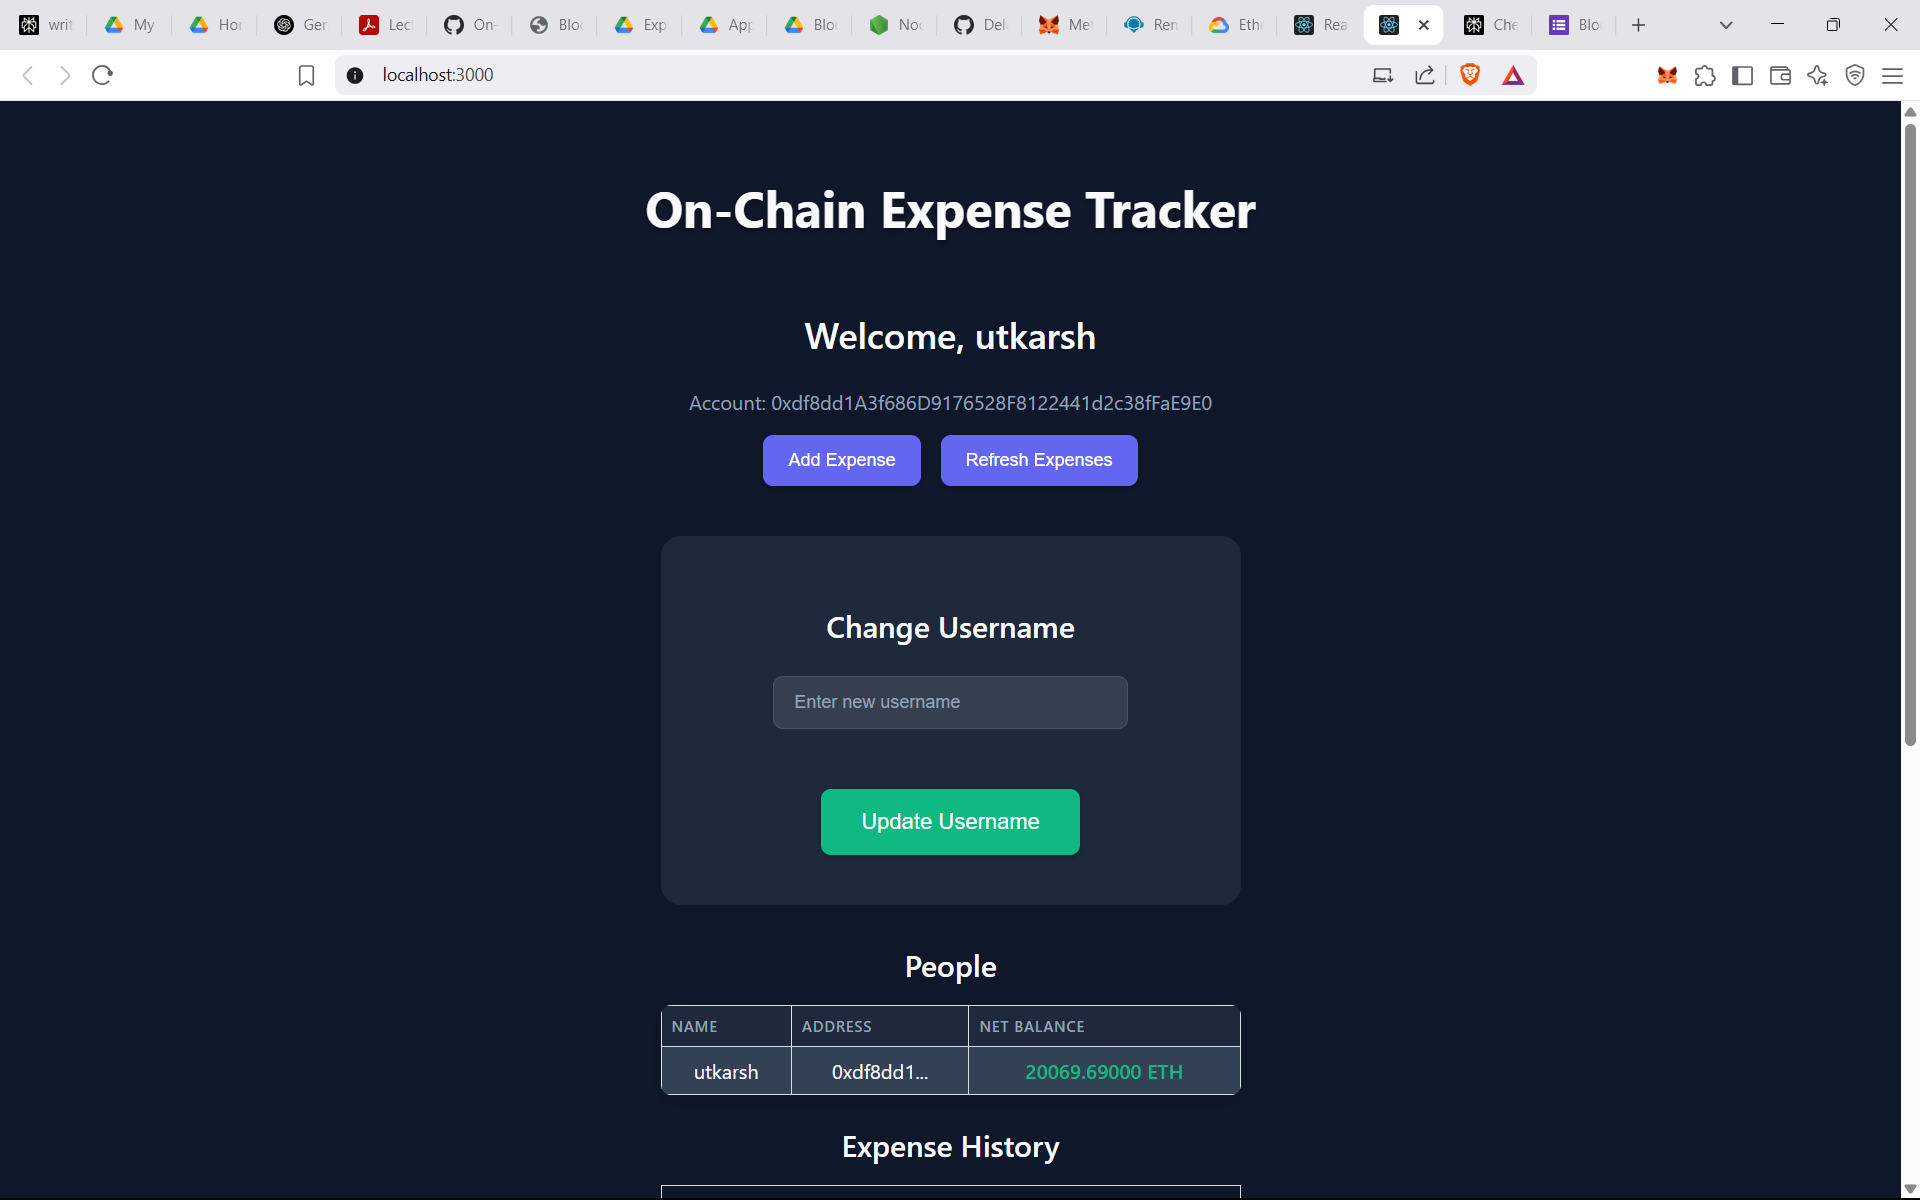 writ
My
Hor
Ger
Lec
On-
Bloc
Exp
App
Bloc
Noc
Del
Met
Ren
Eth
Rea
Che
Blo
localhost:3000
On-Chain Expense Tracker
Welcome, utkarsh
Account: 0xdf8dd1A3f686D9176528F8122441d2c38fFaE9E0
Add Expense
Refresh Expenses
Change Username
Enter new username
Update Username
People
NAME ADDRESS NET BALANCE
utkarsh 0xdf8dd1... 20069.69000 ETH
Expense History